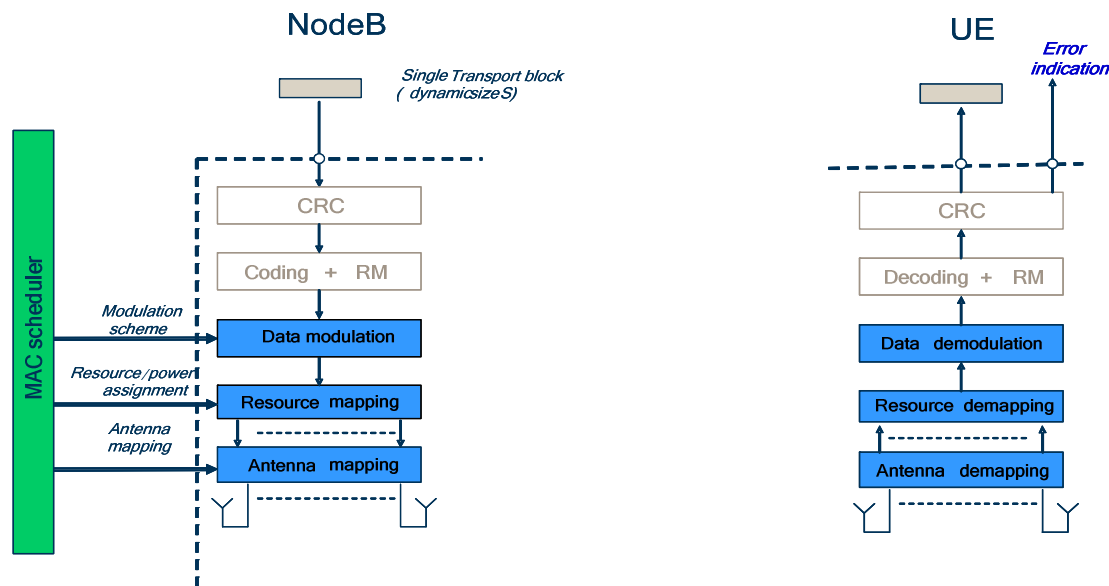 NodeB
UE
Single Transport block
( dynamicsize S)
Error
indication
MAC scheduler
CRC
Coding + RM
Modulation
scheme
Data modulation
Resource/power
assignment
Resource mapping
Antenna
mapping
Antenna mapping
CRC
Decoding + RM
Data demodulation
Resource demapping
Antenna demapping